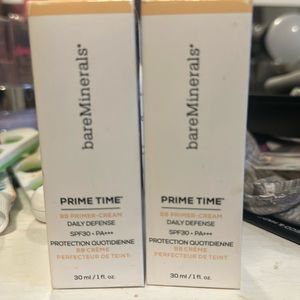 bareMinerals®
PRIME TIME™
BB PRIMER-CREAM
DAILY DEFENSE
SPF30 • PA+++
PROTECTION QUOTIDIENNE
BB CRÈME
PERFECTEUR DE TEINT
30 ml / 1 fl. oz.
bareMinerals®
PRIME TIME™
BB PRIMER-CREAM
DAILY DEFENSE
SPF30 • PA+++
PROTECTION QUOTIDIENNE
BB CRÈME
PERFECTEUR DE TEINT
30 ml / 1 fl. oz.